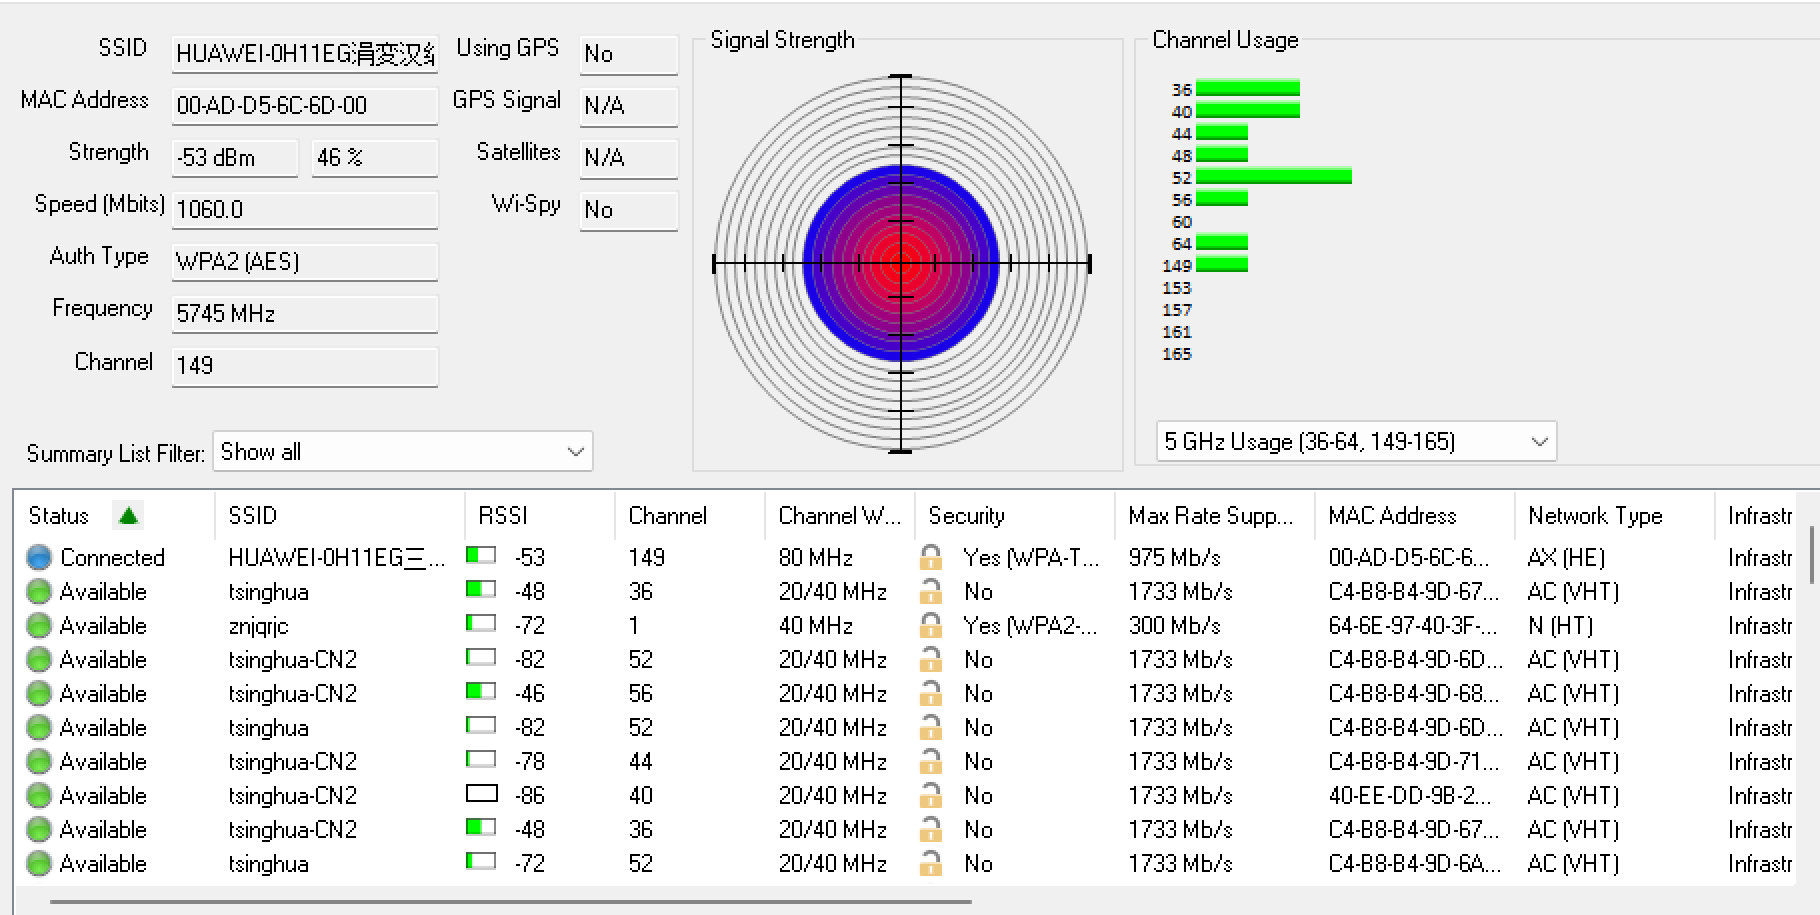 SSID HUAWEI-0H11EG涓変汉
MAC Address 00-AD-D5-6C-6D-00
Strength -53 dBm 46 %
Speed (Mbits) 1060.0
Auth Type WPA2 (AES)
Frequency 5745 MHz
Channel 149
Using GPS No
GPS Signal N/A
Satellites N/A
Wi-Spy No
Signal Strength
Channel Usage
36
40
44
48
52
56
60
64
149
153
157
161
165
5 GHz Usage (36-64, 149-165)
Summary List Filter: Show all
Status SSID RSSI Channel Channel W... Security Max Rate Supp... MAC Address Network Type Infrastr
Connected HUAWEI-0H11EG三... -53 149 80 MHz Yes (WPA-T... 975 Mb/s 00-AD-D5-6C-6... AX (HE) Infrastr
Available tsinghua -48 36 20/40 MHz No 1733 Mb/s C4-B8-B4-9D-67... AC (VHT) Infrastr
Available znjqrjc -72 1 40 MHz Yes (WPA2-... 300 Mb/s 64-6E-97-40-3F-... N (HT) Infrastr
Available tsinghua-CN2 -82 52 20/40 MHz No 1733 Mb/s C4-B8-B4-9D-6D... AC (VHT) Infrastr
Available tsinghua-CN2 -46 56 20/40 MHz No 1733 Mb/s C4-B8-B4-9D-68... AC (VHT) Infrastr
Available tsinghua -82 52 20/40 MHz No 1733 Mb/s C4-B8-B4-9D-6D... AC (VHT) Infrastr
Available tsinghua-CN2 -78 44 20/40 MHz No 1733 Mb/s C4-B8-B4-9D-71... AC (VHT) Infrastr
Available tsinghua-CN2 -86 40 20/40 MHz No 1733 Mb/s 40-EE-DD-9B-2... AC (VHT) Infrastr
Available tsinghua-CN2 -48 36 20/40 MHz No 1733 Mb/s C4-B8-B4-9D-67... AC (VHT) Infrastr
Available tsinghua -72 52 20/40 MHz No 1733 Mb/s C4-B8-B4-9D-6A... AC (VHT) Infrastr